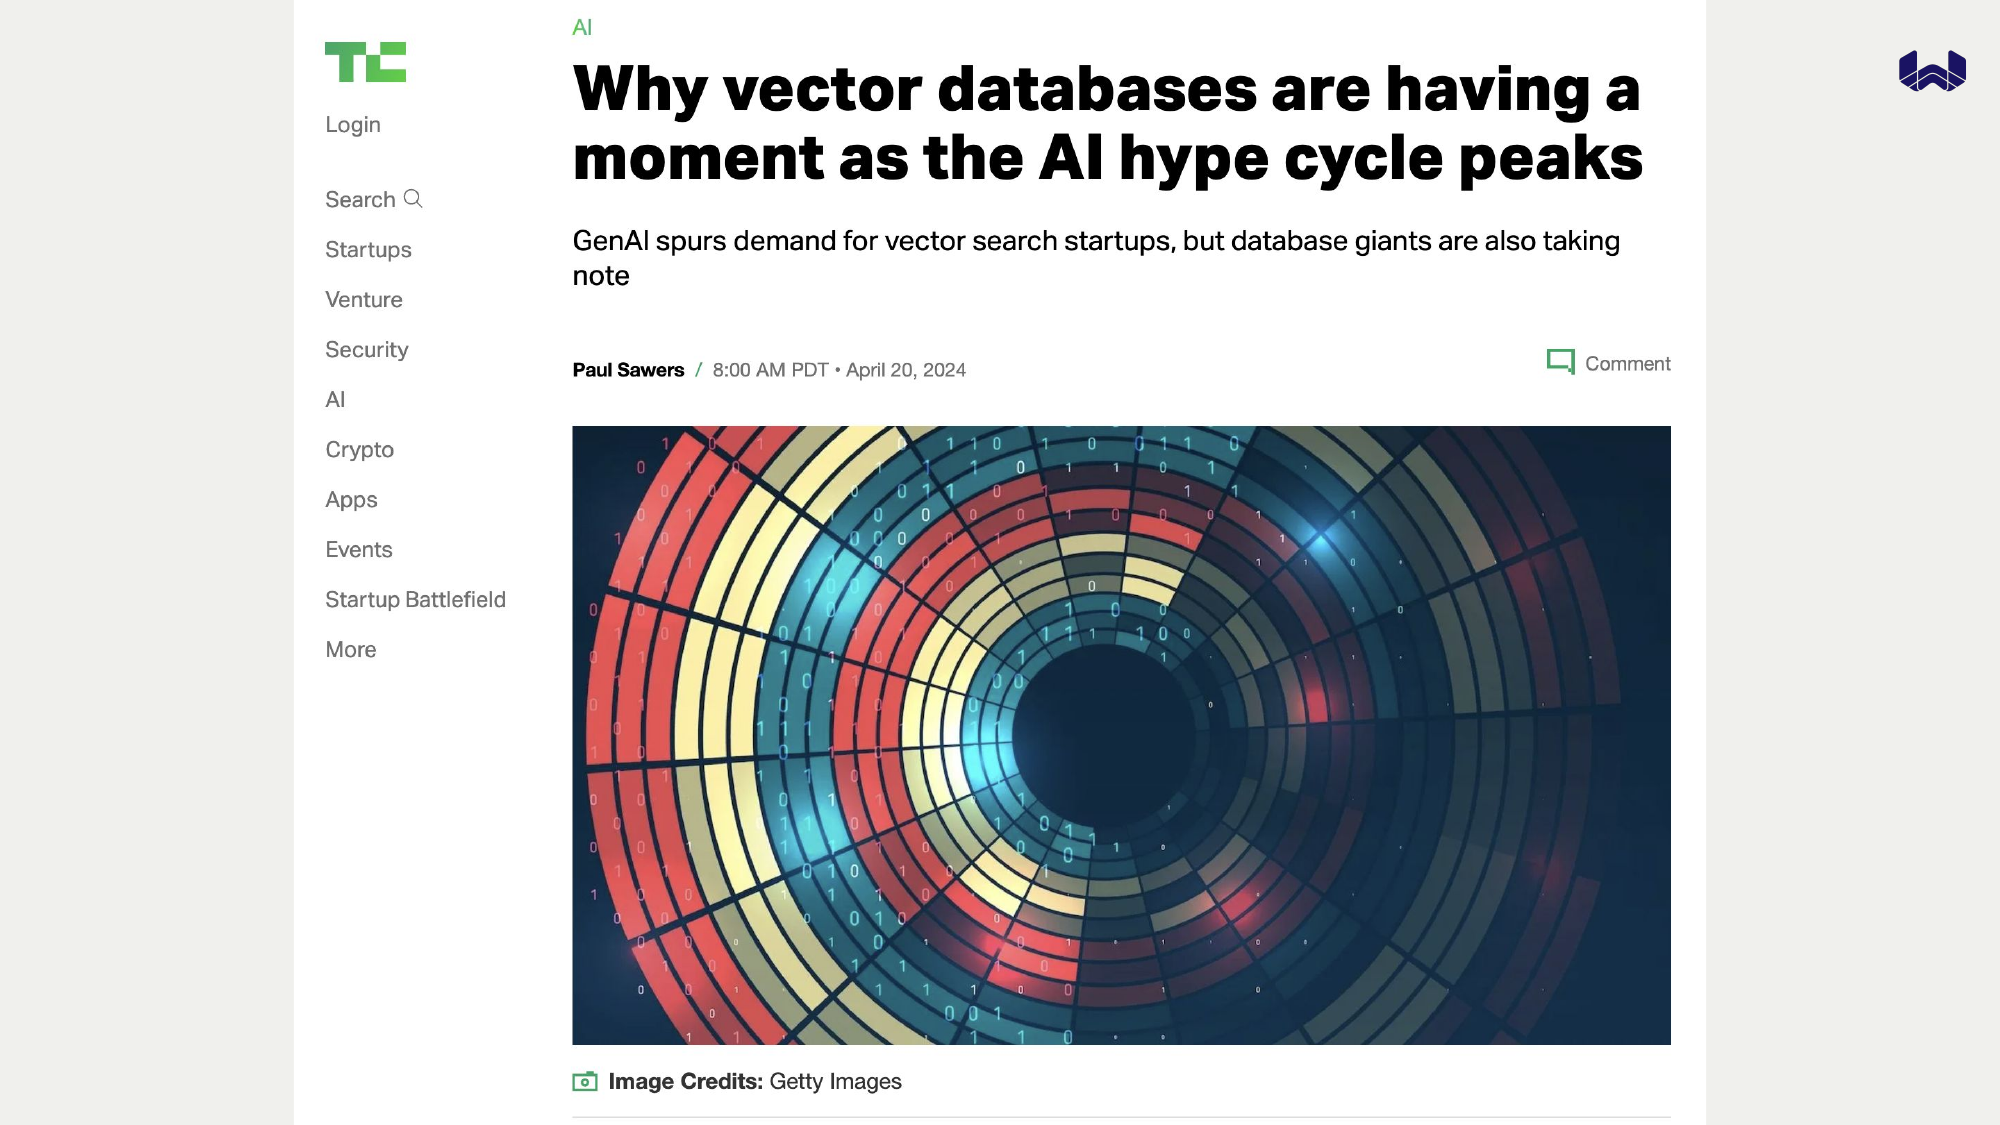 TC
Login
Search
Startups
Venture
Security
AI
Crypto
Apps
Events
Startup Battlefield
More
AI
Why vector databases are having a
moment as the AI hype cycle peaks
GenAI spurs demand for vector search startups, but database giants are also taking
note
Paul Sawers / 8:00 AM PDT • April 20, 2024
Comment
Image Credits: Getty Images